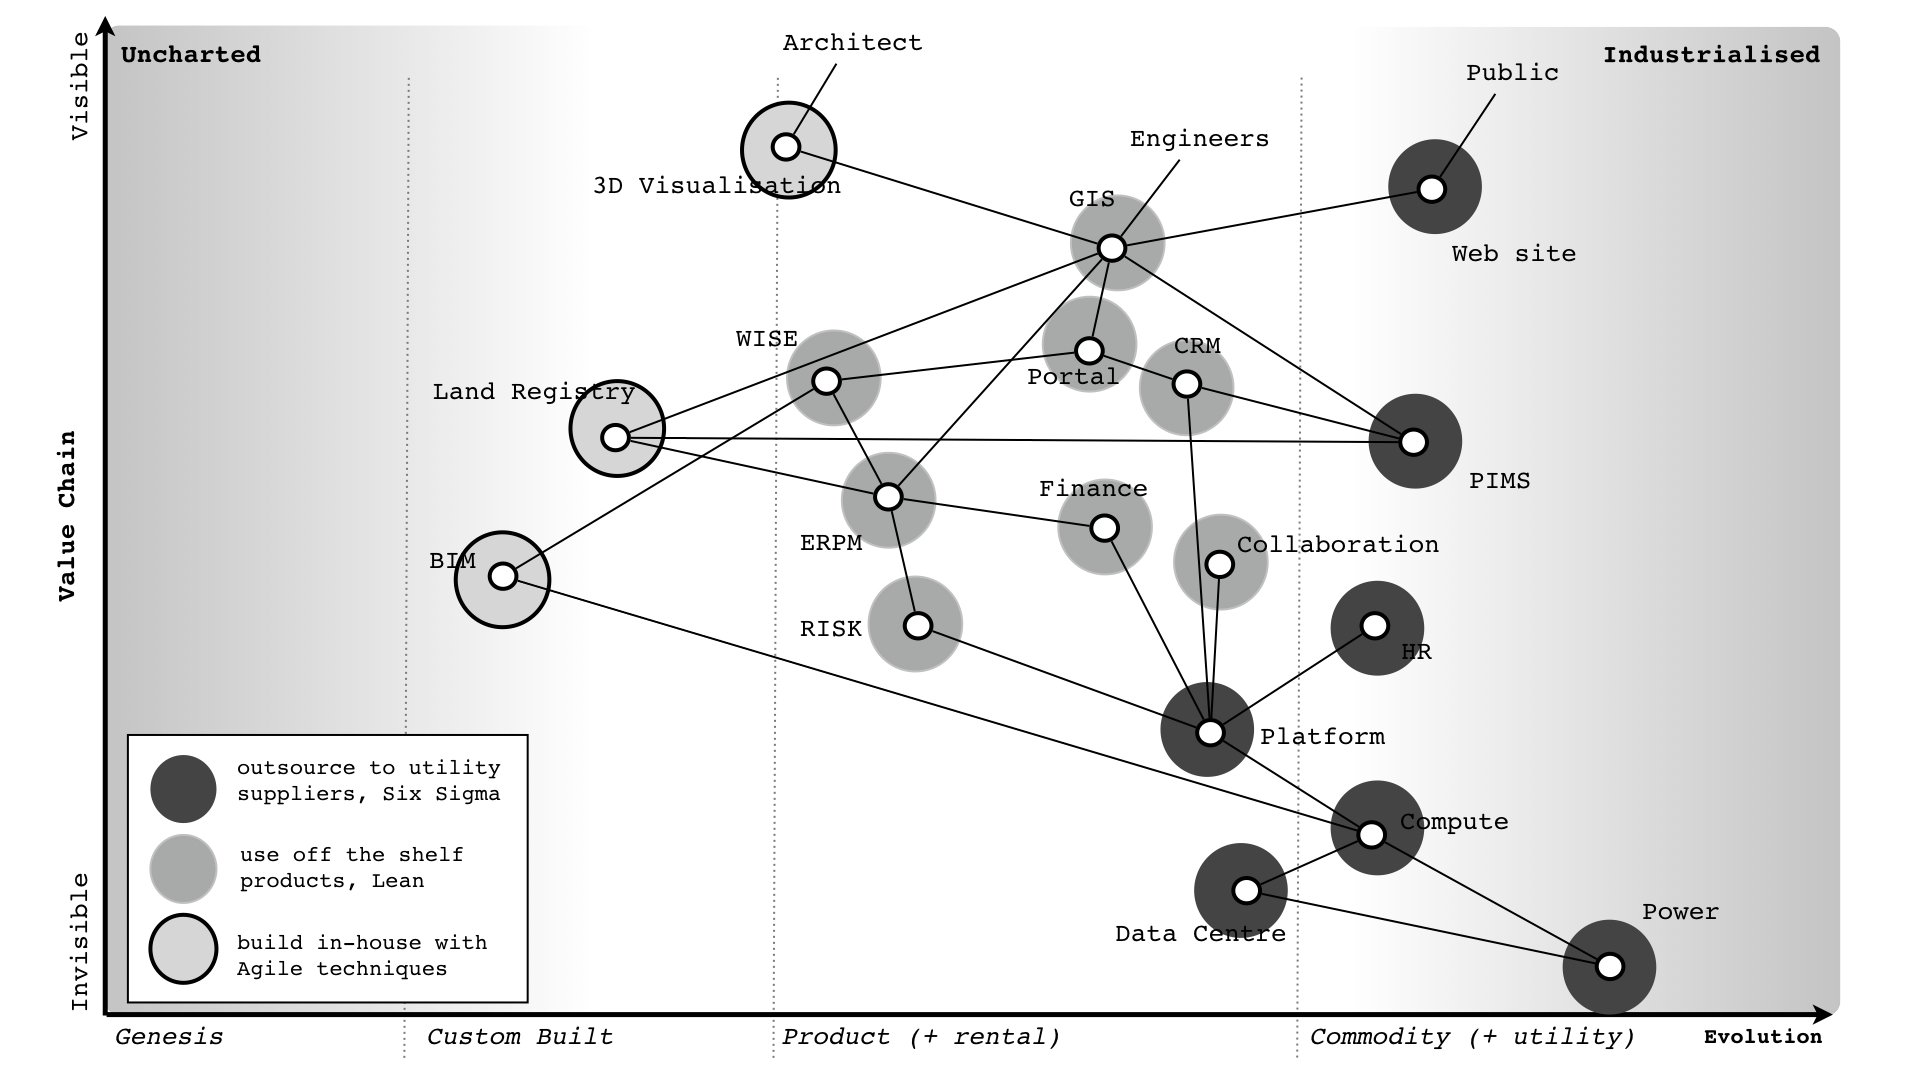 Visible
Uncharted
Architect
Industrialised
Public
Engineers
3D Visualisation
GIS
Web site
WISE
CRM
Portal
Land Registry
Value Chain
PIMS
Finance
ERPM
Collaboration
BIM
RISK
HR
Platform
outsource to utility
suppliers, Six Sigma
Compute
use off the shelf
products, Lean
Invisible
Data Centre
Power
build in-house with
Agile techniques
Genesis
Custom Built
Product (+ rental)
Commodity (+ utility)
Evolution